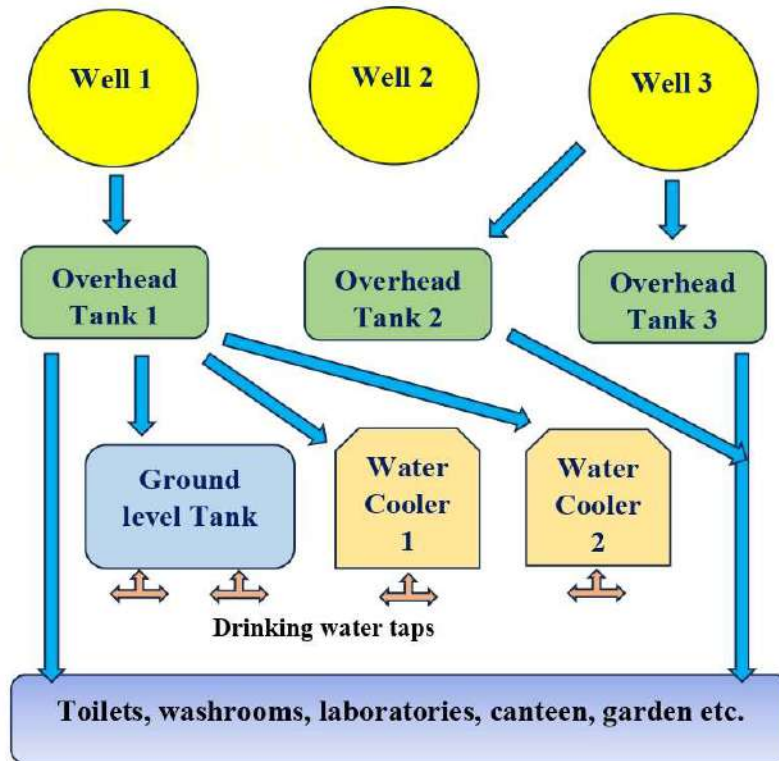 Well 1
Well 2
Well 3
Overhead
Tank 1
Overhead
Tank 2
Overhead
Tank 3
Ground
level Tank
Water
Cooler
1
Water
Cooler
2
Drinking water taps
Toilets, washrooms, laboratories, canteen, garden etc.